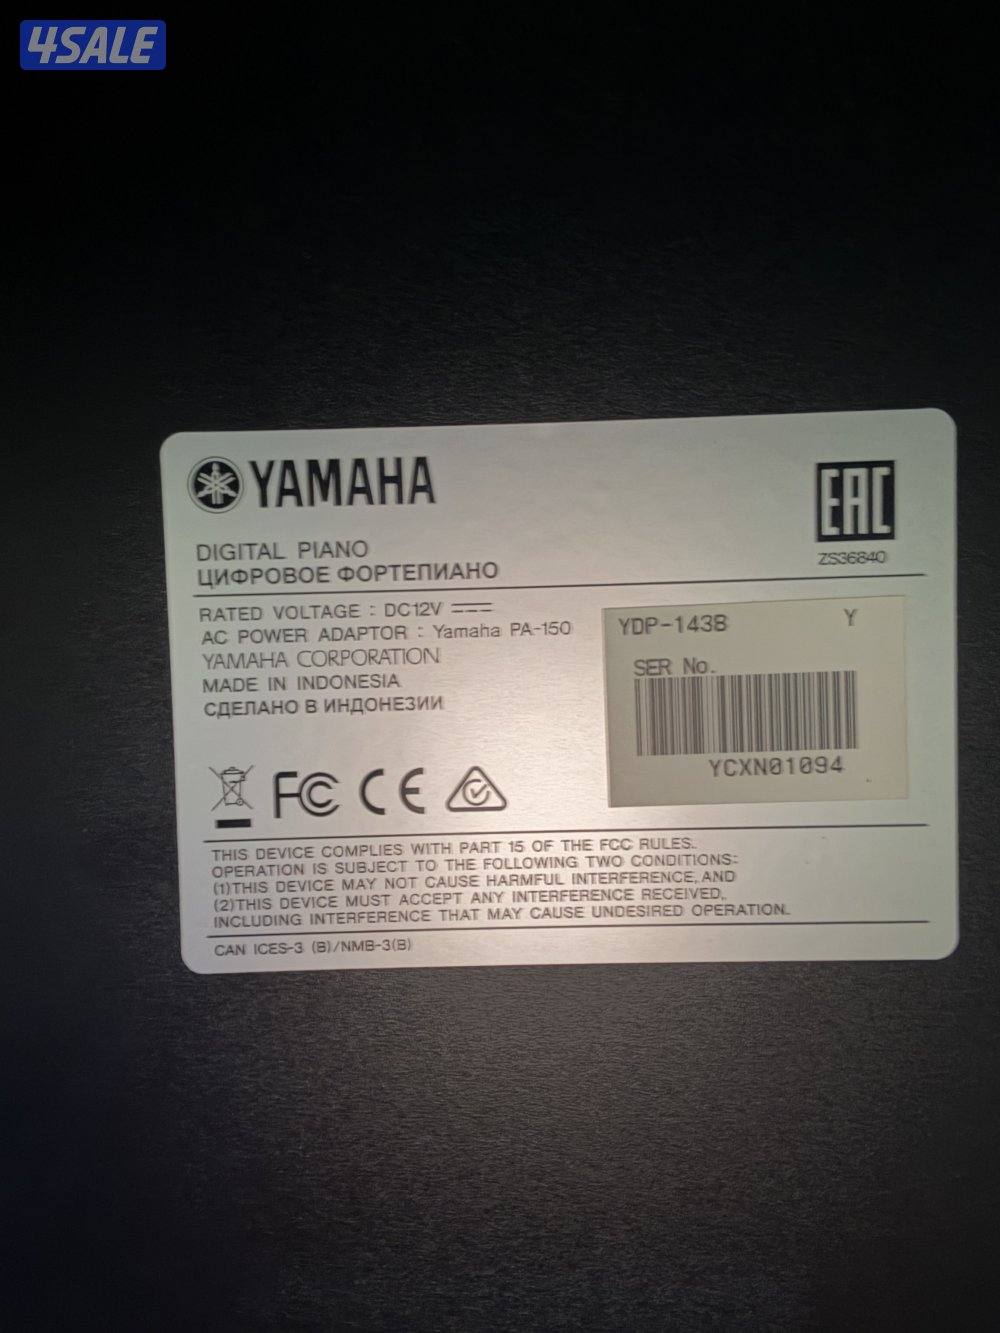 4SALE
YAMAHA
EAC
ZS36840
DIGITAL PIANO
ЦИФРОВОЕ ФОРТЕПИАНО
RATED VOLTAGE : DC12V
AC POWER ADAPTOR : Yamaha PA-150
YAMAHA CORPORATION
MADE IN INDONESIA
СДЕЛАНО В ИНДОНЕЗИИ
YDP-143B Y
SER No.
YCXN01094
FC CE
THIS DEVICE COMPLIES WITH PART 15 OF THE FCC RULES.
OPERATION IS SUBJECT TO THE FOLLOWING TWO CONDITIONS:
(1)THIS DEVICE MAY NOT CAUSE HARMFUL INTERFERENCE, AND
(2)THIS DEVICE MUST ACCEPT ANY INTERFERENCE RECEIVED,
INCLUDING INTERFERENCE THAT MAY CAUSE UNDESIRED OPERATION.
CAN ICES-3 (B)/NMB-3(B)